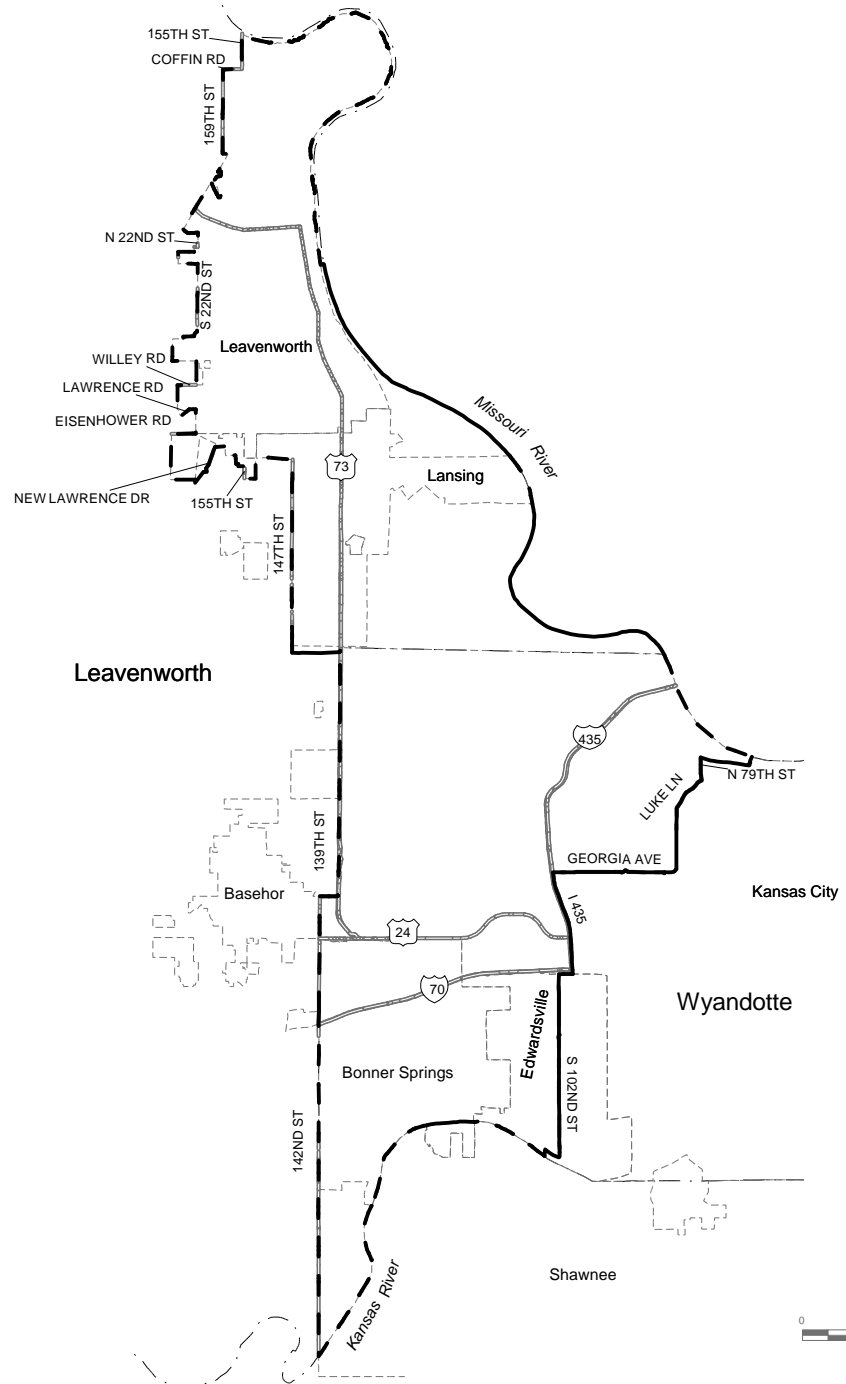 155TH ST
COFFIN RD
159TH ST
N 22ND ST
S 22ND ST
Leavenworth
WILLEY RD
LAWRENCE RD
EISENHOWER RD
Missouri River
73
Lansing
NEW LAWRENCE DR
155TH ST
147TH ST
Leavenworth
435
N 79TH ST
LUKE LN
139TH ST
GEORGIA AVE
Basehor
Kansas City
I 435
24
70
Edwardsville
Wyandotte
Bonner Springs
S 102ND ST
142ND ST
Kansas River
Shawnee
0